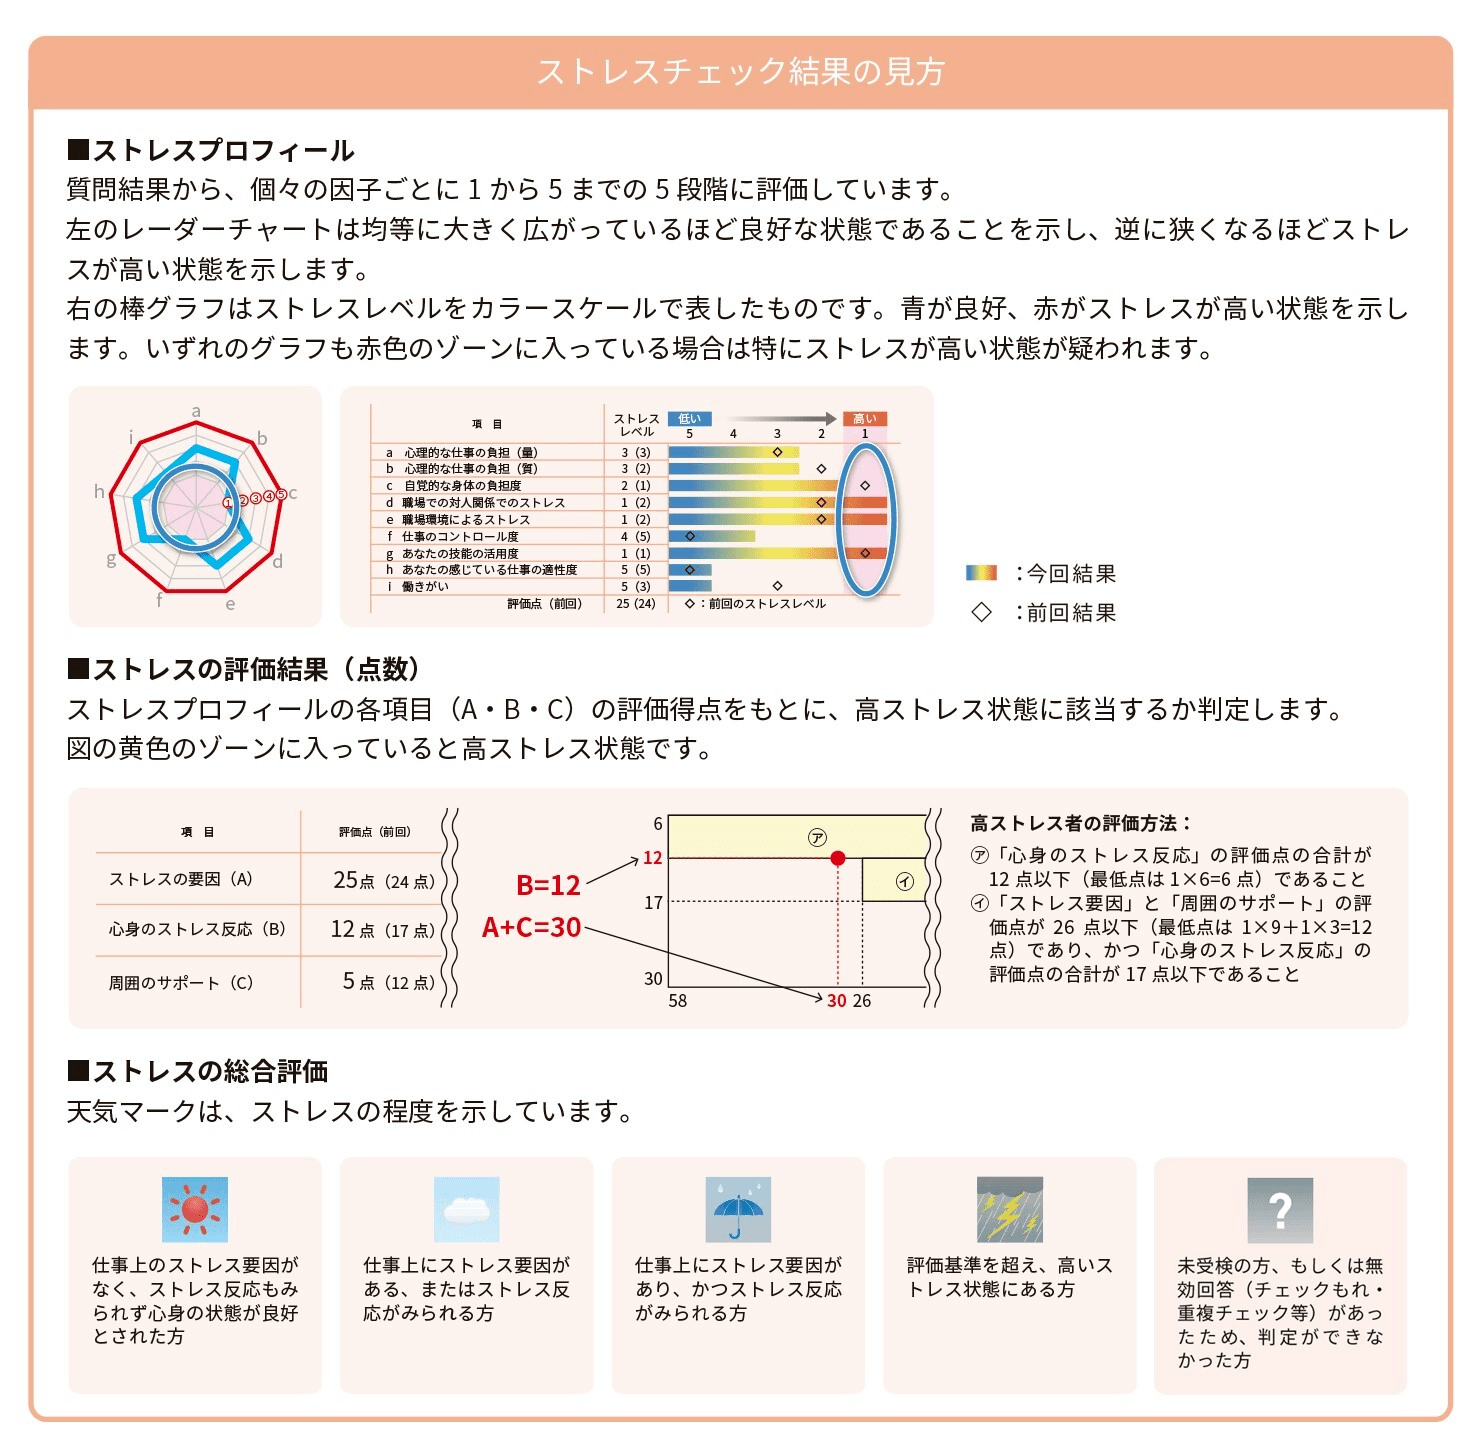 ストレスチェック結果の見方
■ストレスプロフィール
質問結果から、個々の因子ごとに 1 から 5 までの 5 段階に評価しています。
左のレーダーチャートは均等に大きく広がっているほど良好な状態であることを示し、逆に狭くなるほどストレ
スが高い状態を示します。
右の棒グラフはストレスレベルをカラースケールで表したものです。青が良好、赤がストレスが高い状態を示し
ます。いずれのグラフも赤色のゾーンに入っている場合は特にストレスが高い状態が疑われます。
a
b
c
d
e
f
g
h
i
①②③④⑤
項 目
ストレス
レベル
低い
高い
5 4 3 2 1
a 心理的な仕事の負担（量） 3（3）
b 心理的な仕事の負担（質） 3（2）
c 自覚的な身体の負担度 2（1）
d 職場での対人関係でのストレス 1（2）
e 職場環境によるストレス 1（2）
f 仕事のコントロール度 4（5）
g あなたの技能の活用度 1（1）
h あなたの感じている仕事の適性度 5（5）
i 働きがい 5（3）
評価点（前回） 25（24） ◇：前回のストレスレベル
：今回結果
◇ ：前回結果
■ストレスの評価結果（点数）
ストレスプロフィールの各項目（A・B・C）の評価得点をもとに、高ストレス状態に該当するか判定します。
図の黄色のゾーンに入っていると高ストレス状態です。
項 目 評価点（前回）
ストレスの要因（A） 25点（24 点）
心身のストレス反応（B） 12 点（17 点）
周囲のサポート（C） 5 点（12 点）
B=12
A+C=30
6
12
17
30
58
30
26
㋐
㋑
高ストレス者の評価方法：
㋐「心身のストレス反応」の評価点の合計が
12 点以下（最低点は 1×6=6 点）であること
㋑「ストレス要因」と「周囲のサポート」の評
価点が 26 点以下（最低点は 1×9＋1×3=12
点）であり、かつ「心身のストレス反応」の
評価点の合計が 17 点以下であること
■ストレスの総合評価
天気マークは、ストレスの程度を示しています。
仕事上のストレス要因が
なく、ストレス反応もみ
られず心身の状態が良好
とされた方
仕事上にストレス要因が
ある、またはストレス反
応がみられる方
仕事上にストレス要因が
あり、かつストレス反応
がみられる方
評価基準を超え、高いス
トレス状態にある方
?
未受検の方、もしくは無
効回答（チェックもれ・
重複チェック等）があっ
たため、判定ができな
かった方